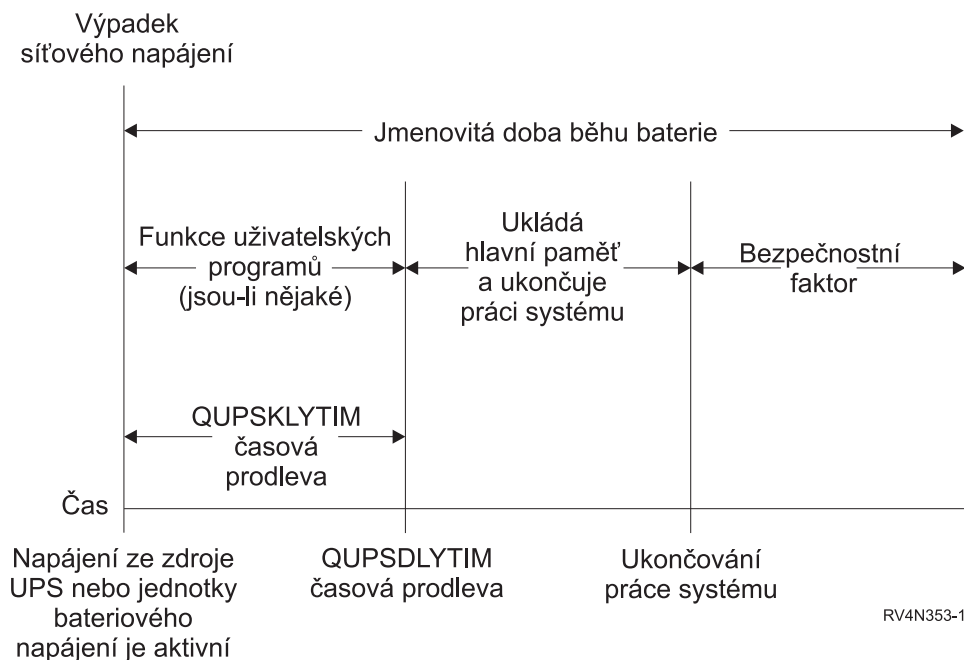 Výpadek
síťového napájení
Jmenovitá doba běhu baterie
Funkce uživatelských
programů
(jsou-li nějaké)
Ukládá
hlavní paměť
a ukončuje
práci systému
Bezpečnostní
faktor
QUPSKLYTIM
časová
prodleva
Čas
Napájení ze zdroje
UPS nebo jednotky
bateriového
napájení je aktivní
QUPSDLYTIM
časová prodleva
Ukončování
práce systému
RV4N353-1